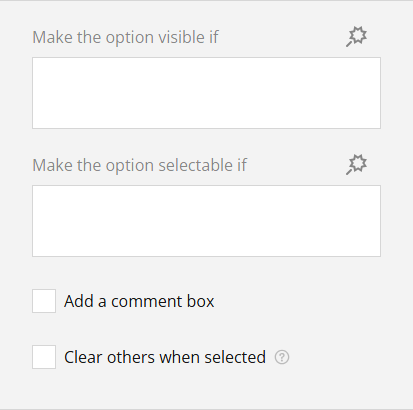 Make the option visible if
Make the option selectable if
Add a comment box
Clear others when selected ?